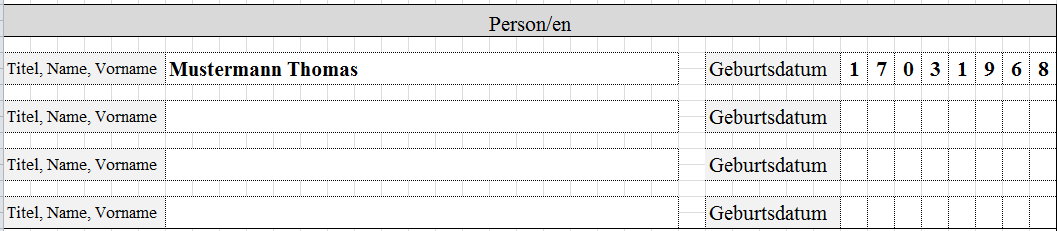 Person/en
Titel, Name, Vorname Mustermann Thomas Geburtsdatum 1 7 0 3 1 9 6 8
Titel, Name, Vorname Geburtsdatum
Titel, Name, Vorname Geburtsdatum
Titel, Name, Vorname Geburtsdatum